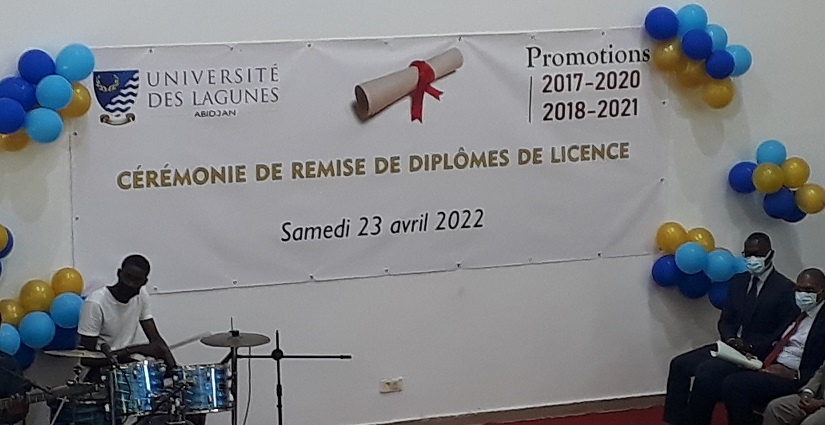 UNIVERSITÉ
DES LAGUNES
ABIDJAN
Promotions
2017-2020
2018-2021
CÉRÉMONIE DE REMISE DE DIPLÔMES DE LICENCE
Samedi 23 avril 2022